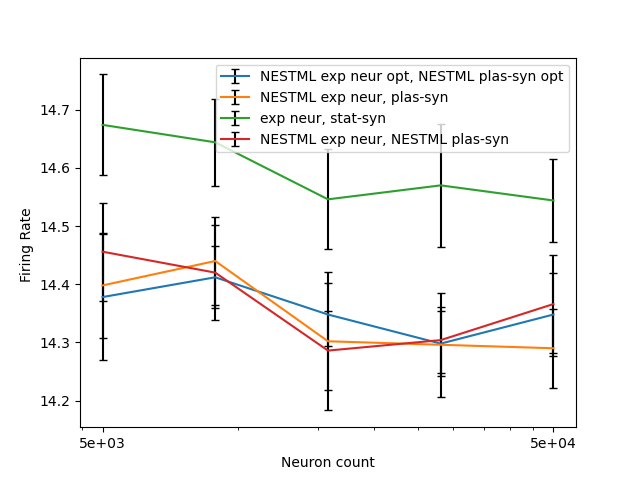 NESTML exp neur opt, NESTML plas-syn opt
NESTML exp neur, plas-syn
exp neur, stat-syn
NESTML exp neur, NESTML plas-syn
14.7
14.6
14.5
14.4
14.3
14.2
Firing Rate
5e+03
5e+04
Neuron count